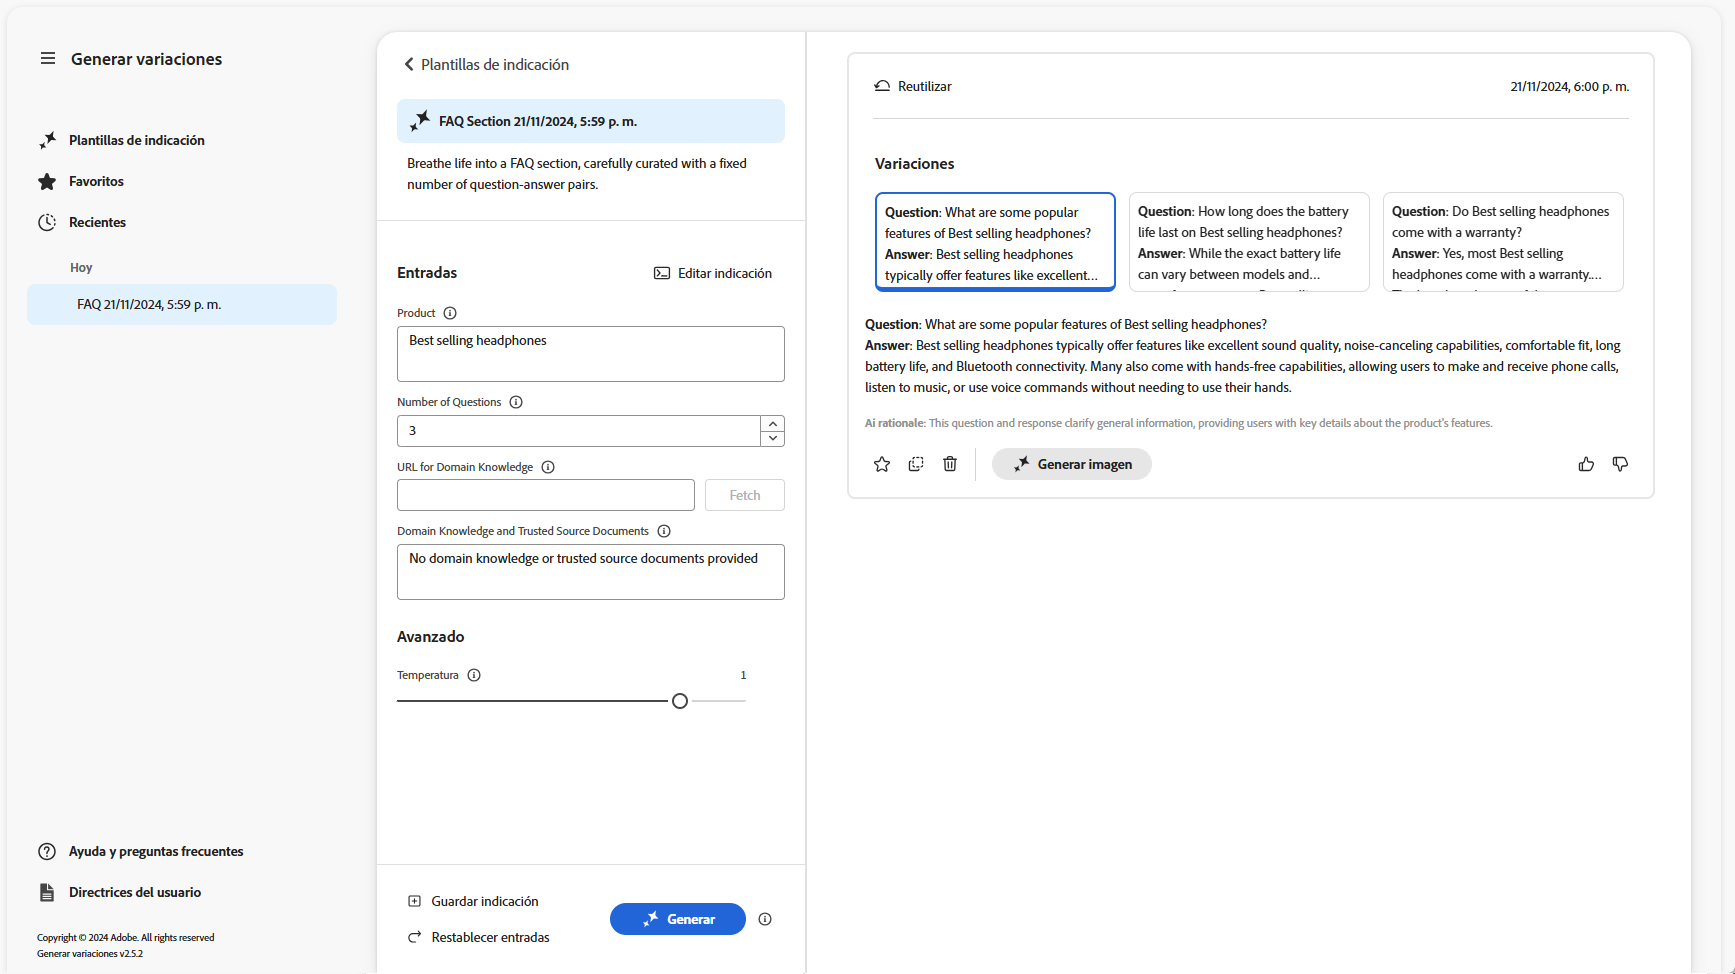 Generar variaciones
Plantillas de indicación
Favoritos
Recientes
Hoy
FAQ 21/11/2024, 5:59 p. m.
Ayuda y preguntas frecuentes
Directrices del usuario
Copyright © 2024 Adobe. All rights reserved
Generar variaciones v2.5.2
Plantillas de indicación
FAQ Section 21/11/2024, 5:59 p. m.
Breathe life into a FAQ section, carefully curated with a fixed
number of question-answer pairs.
Entradas
Editar indicación
Product
Best selling headphones
Number of Questions
3
URL for Domain Knowledge
Fetch
Domain Knowledge and Trusted Source Documents
No domain knowledge or trusted source documents provided
Avanzado
Temperatura
1
Guardar indicación
Restablecer entradas
Generar
Reutilizar
21/11/2024, 6:00 p. m.
Variaciones
Question: What are some popular
features of Best selling headphones?
Answer: Best selling headphones
typically offer features like excellent...
Question: How long does the battery
life last on Best selling headphones?
Answer: While the exact battery life
can vary between models and...
Question: Do Best selling headphones
come with a warranty?
Answer: Yes, most Best selling
headphones come with a warranty....
Question: What are some popular features of Best selling headphones?
Answer: Best selling headphones typically offer features like excellent sound quality, noise-canceling capabilities, comfortable fit, long
battery life, and Bluetooth connectivity. Many also come with hands-free capabilities, allowing users to make and receive phone calls,
listen to music, or use voice commands without needing to use their hands.
Ai rationale: This question and response clarify general information, providing users with key details about the product's features.
Generar imagen